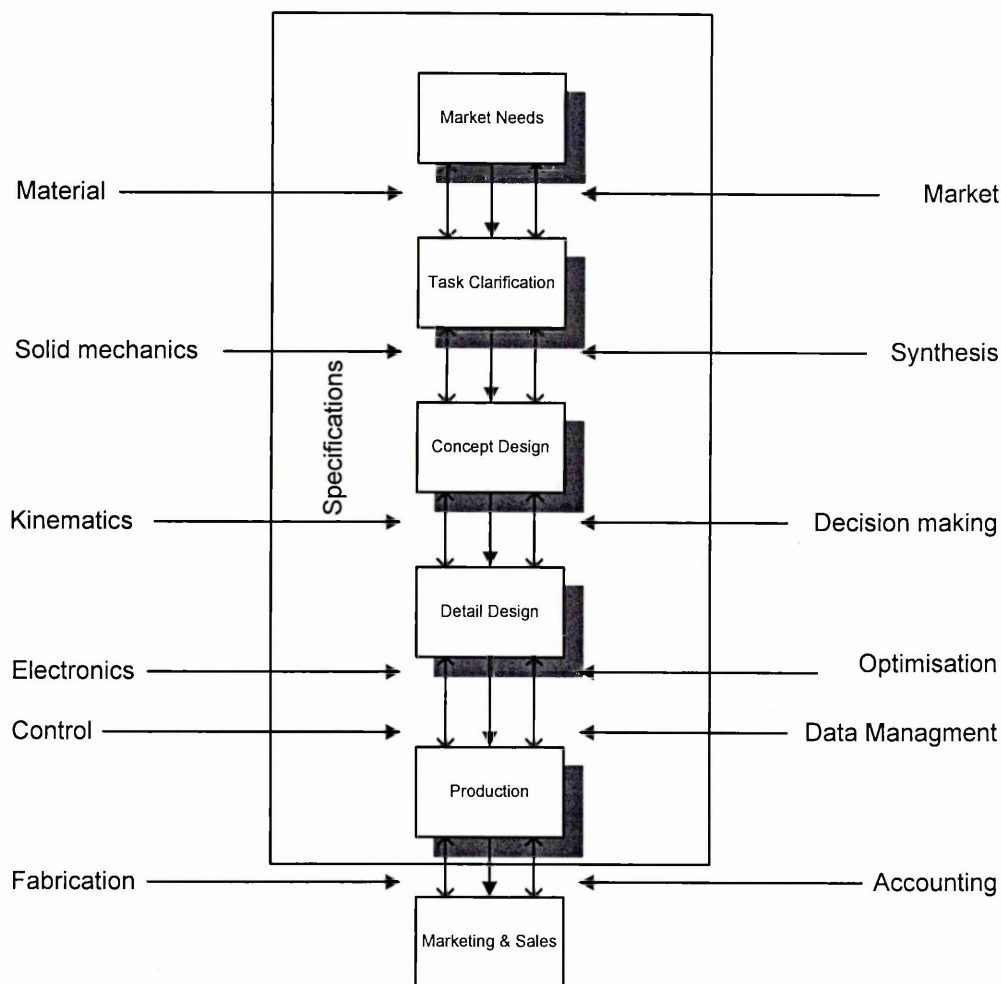 Market Needs
Material
Market
Task Clarification
Solid mechanics
Synthesis
Specifications
Concept Design
Kinematics
Decision making
Detail Design
Electronics
Optimisation
Control
Data Managment
Production
Fabrication
Accounting
Marketing & Sales